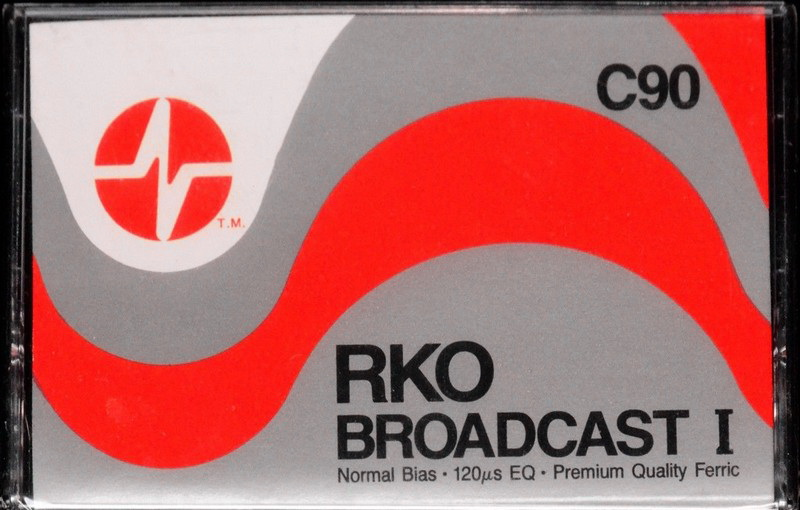 C90
T.M.
RKO
BROADCAST I
Normal Bias · 120μs EQ · Premium Quality Ferric